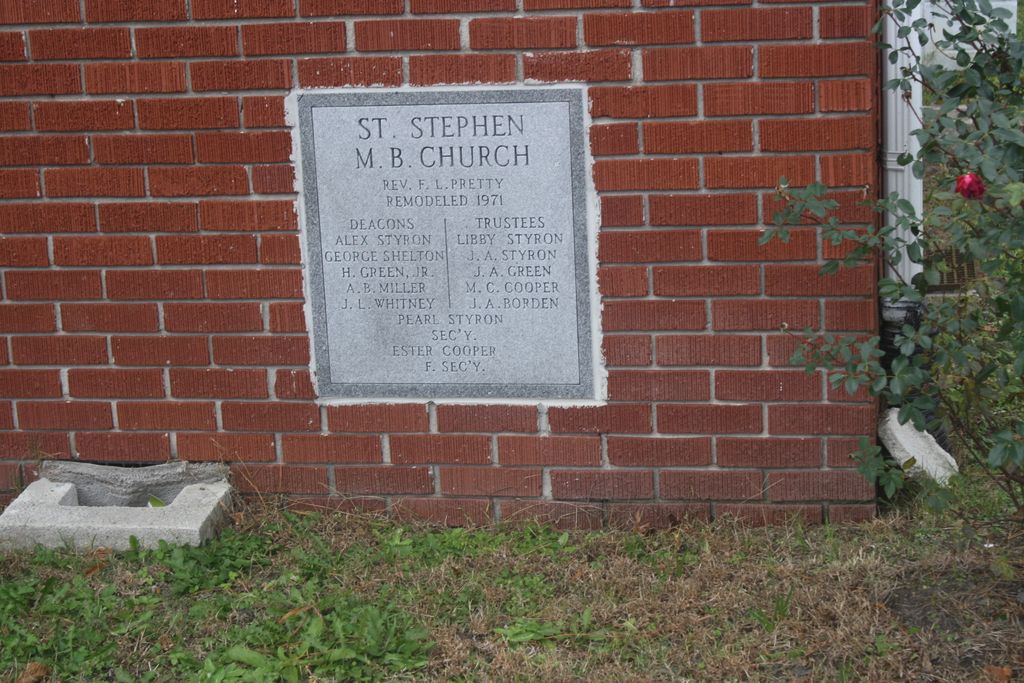 ST. STEPHEN
M.B. CHURCH
REV. F. L. PRETTY
REMODELED 1971
DEACONS
ALEX STYRON
GEORGE SHELTON
H. GREEN, JR.
A. B. MILLER
J. L. WHITNEY
TRUSTEES
LIBBY STYRON
J. A. STYRON
J. A. GREEN
M. C. COOPER
J. A. BORDEN
PEARL STYRON
SEC'Y.
ESTER COOPER
F. SEC'Y.